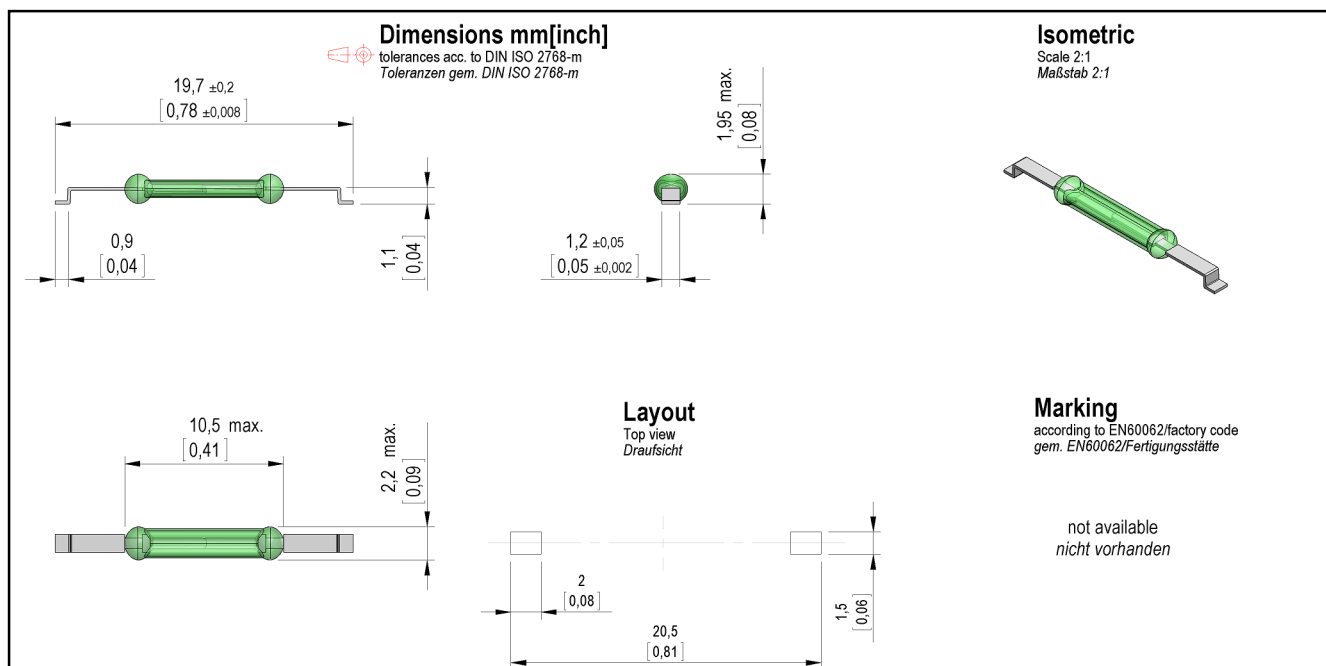 Dimensions mm[inch]
tolerances acc. to DIN ISO 2768-m
Toleranzen gem. DIN ISO 2768-m
Isometric
Scale 2:1
Maßstab 2:1
19,7 ±0,2
[0,78 ±0,008]
1,95 max.
[0,08]
0,9
[0,04]
1,1
[0,04]
1,2 ±0,05
[0,05 ±0,002]
10,5 max.
[0,41]
2,2 max.
[0,09]
Layout
Top view
Draufsicht
Marking
according to EN60062/factory code
gem. EN60062/Fertigungsstätte
not available
nicht vorhanden
2
[0,08]
1,5
[0,06]
20,5
[0,81]